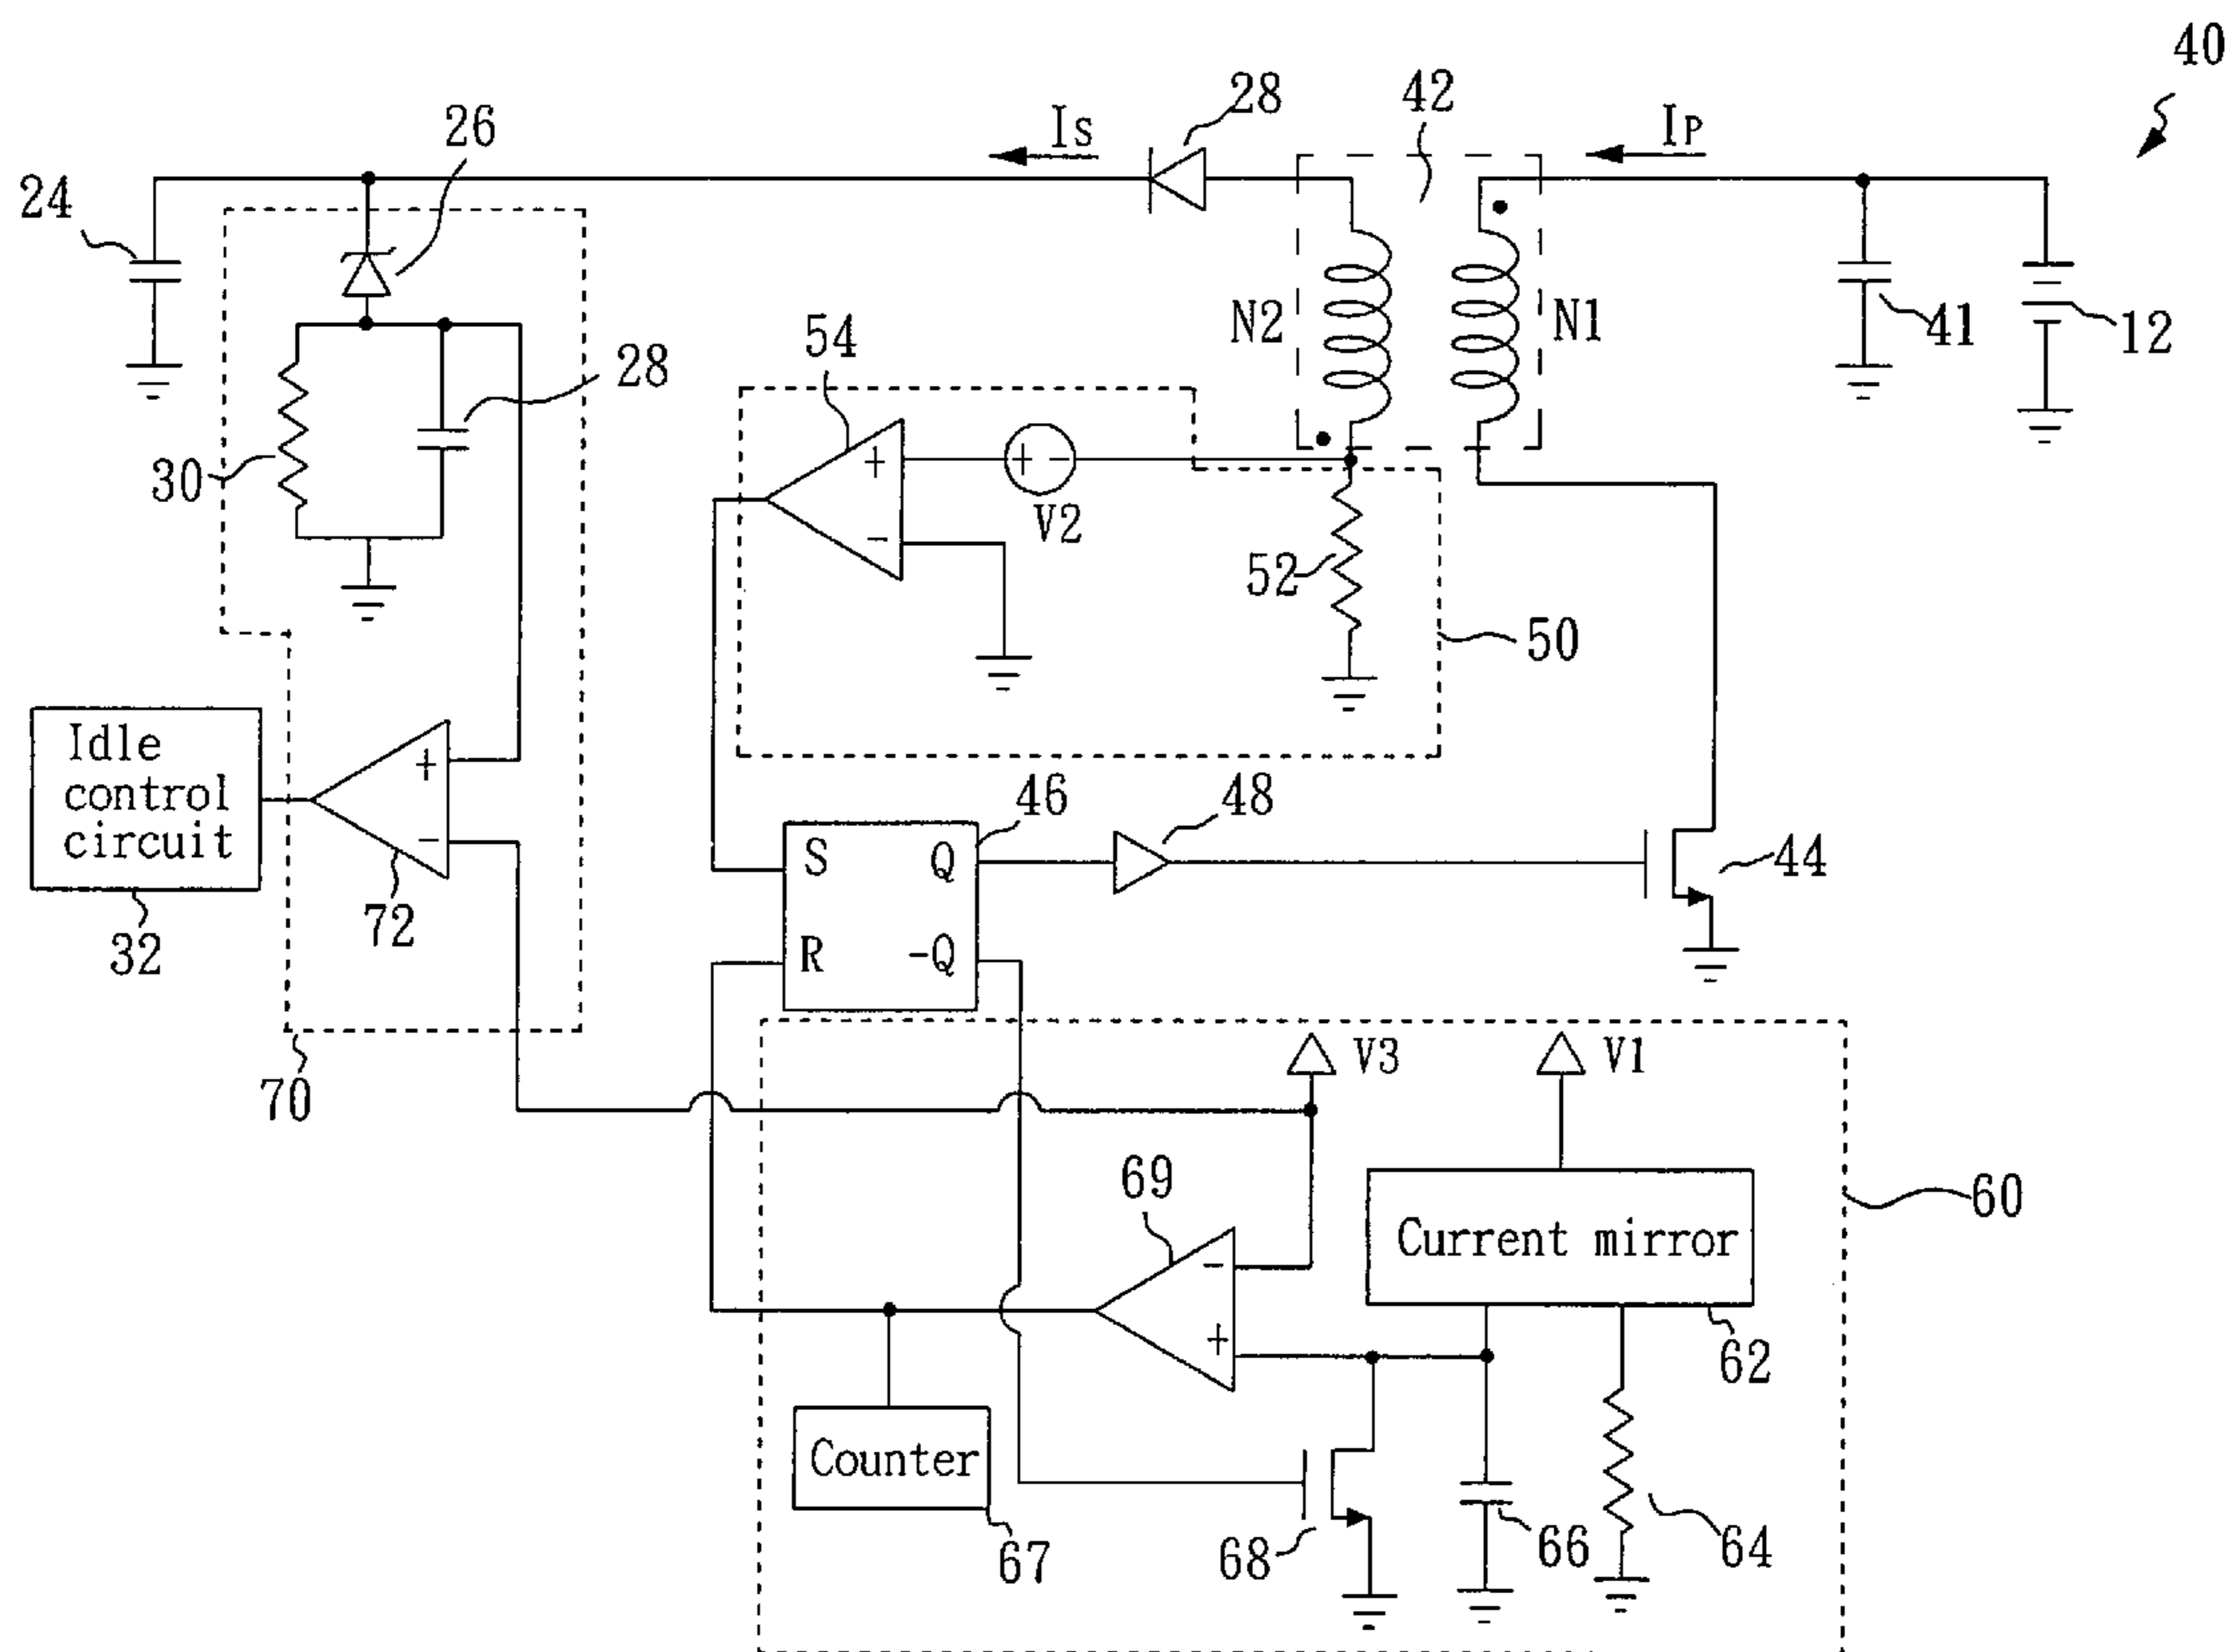 40
42
28
Is
IP
26
24
N2
N1
41
12
54
28
+
−
V2
+
30
−
52
50
Idle
control
circuit
+
−
72
32
46
48
S
Q
R
-Q
44
70
V3
V1
69
60
−
+
Current mirror
62
Counter
67
68
66
64